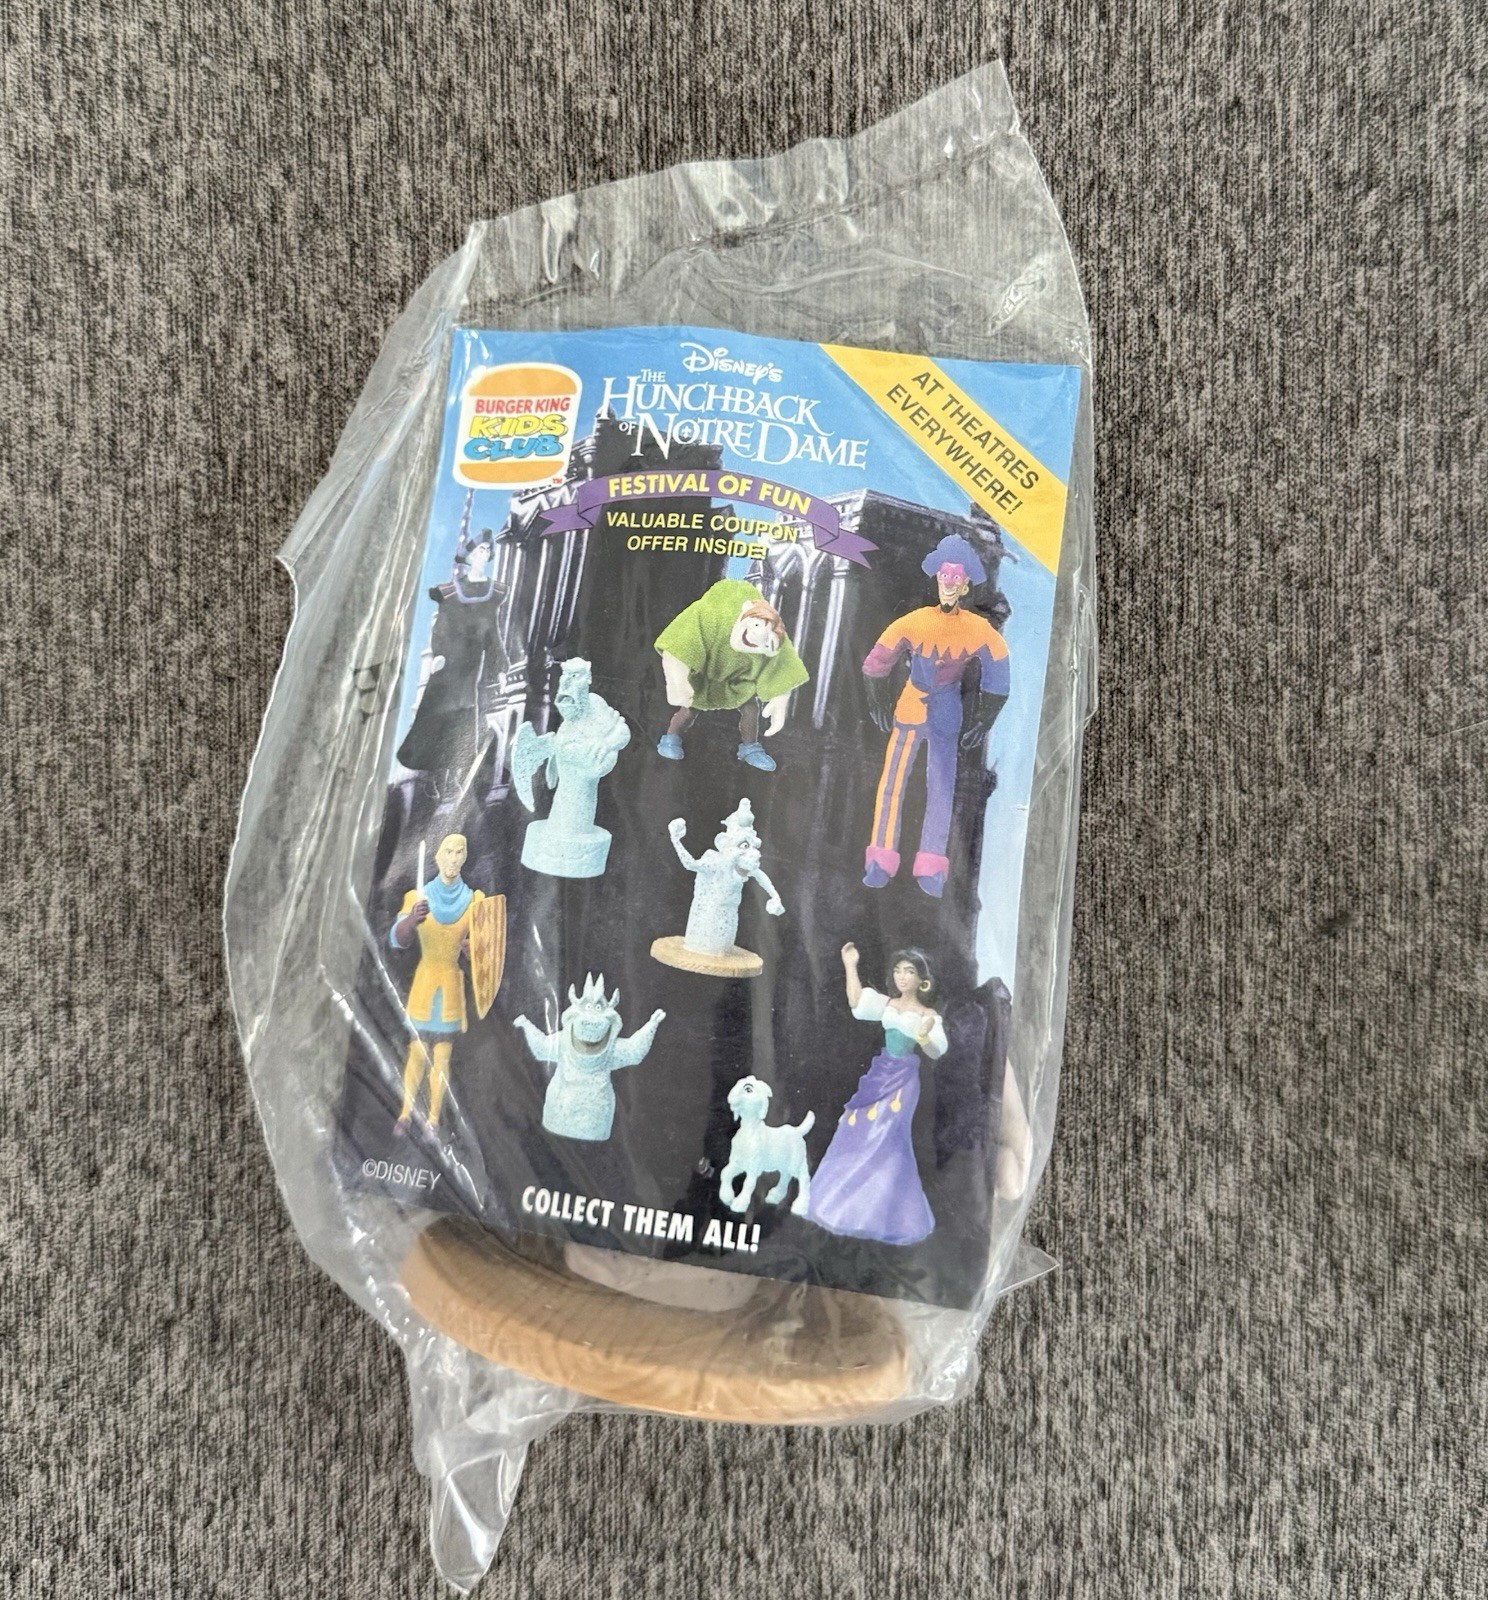 BURGER KING
KIDS
CLUB
TM
DISNEY'S
THE
HUNCHBACK
OF NOTRE DAME
FESTIVAL OF FUN
VALUABLE COUPON
OFFER INSIDE!
AT THEATRES
EVERYWHERE!
©DISNEY
COLLECT THEM ALL!